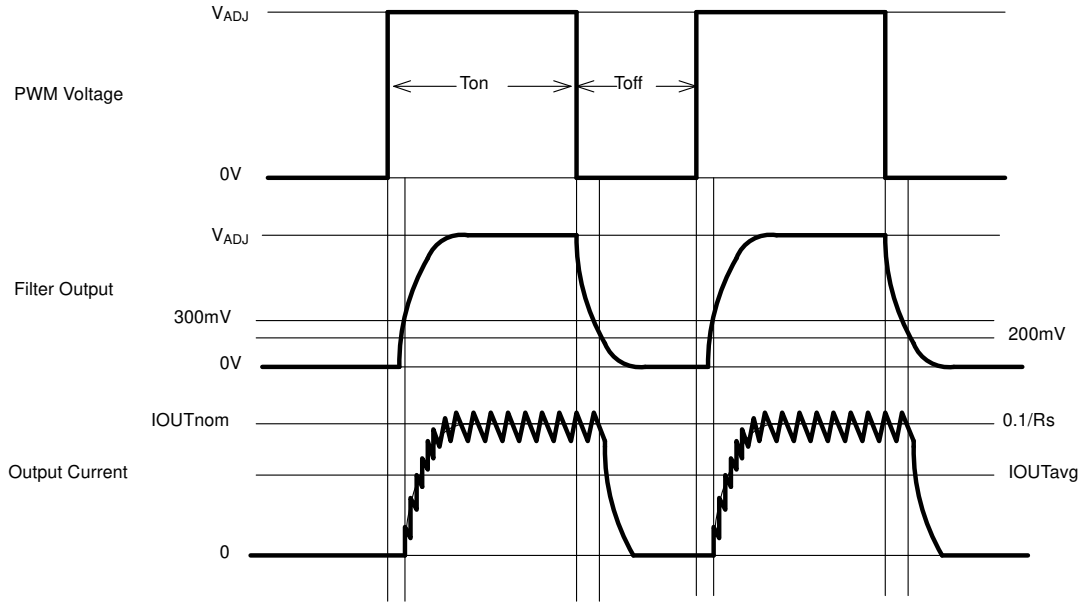 VADJ
Ton
Toff
PWM Voltage
0V
VADJ
Filter Output
300mV
200mV
0V
IOUTnom
0.1/Rs
Output Current
IOUTavg
0